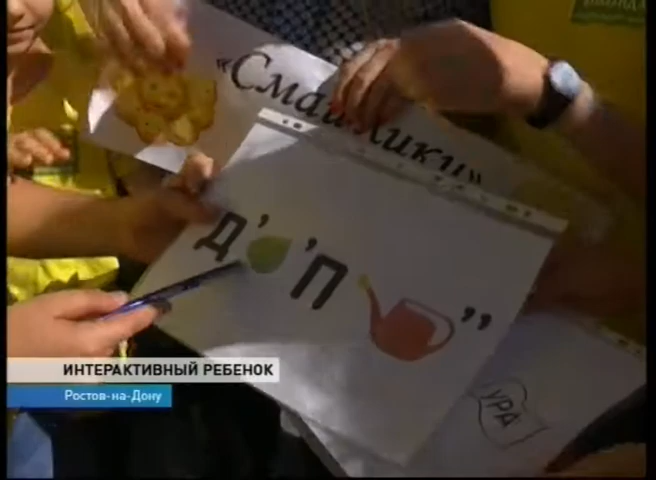 «Смайлики»
Д ’ ’ П ”
УРА
ИНТЕРАКТИВНЫЙ РЕБЕНОК
Ростов-на-Дону